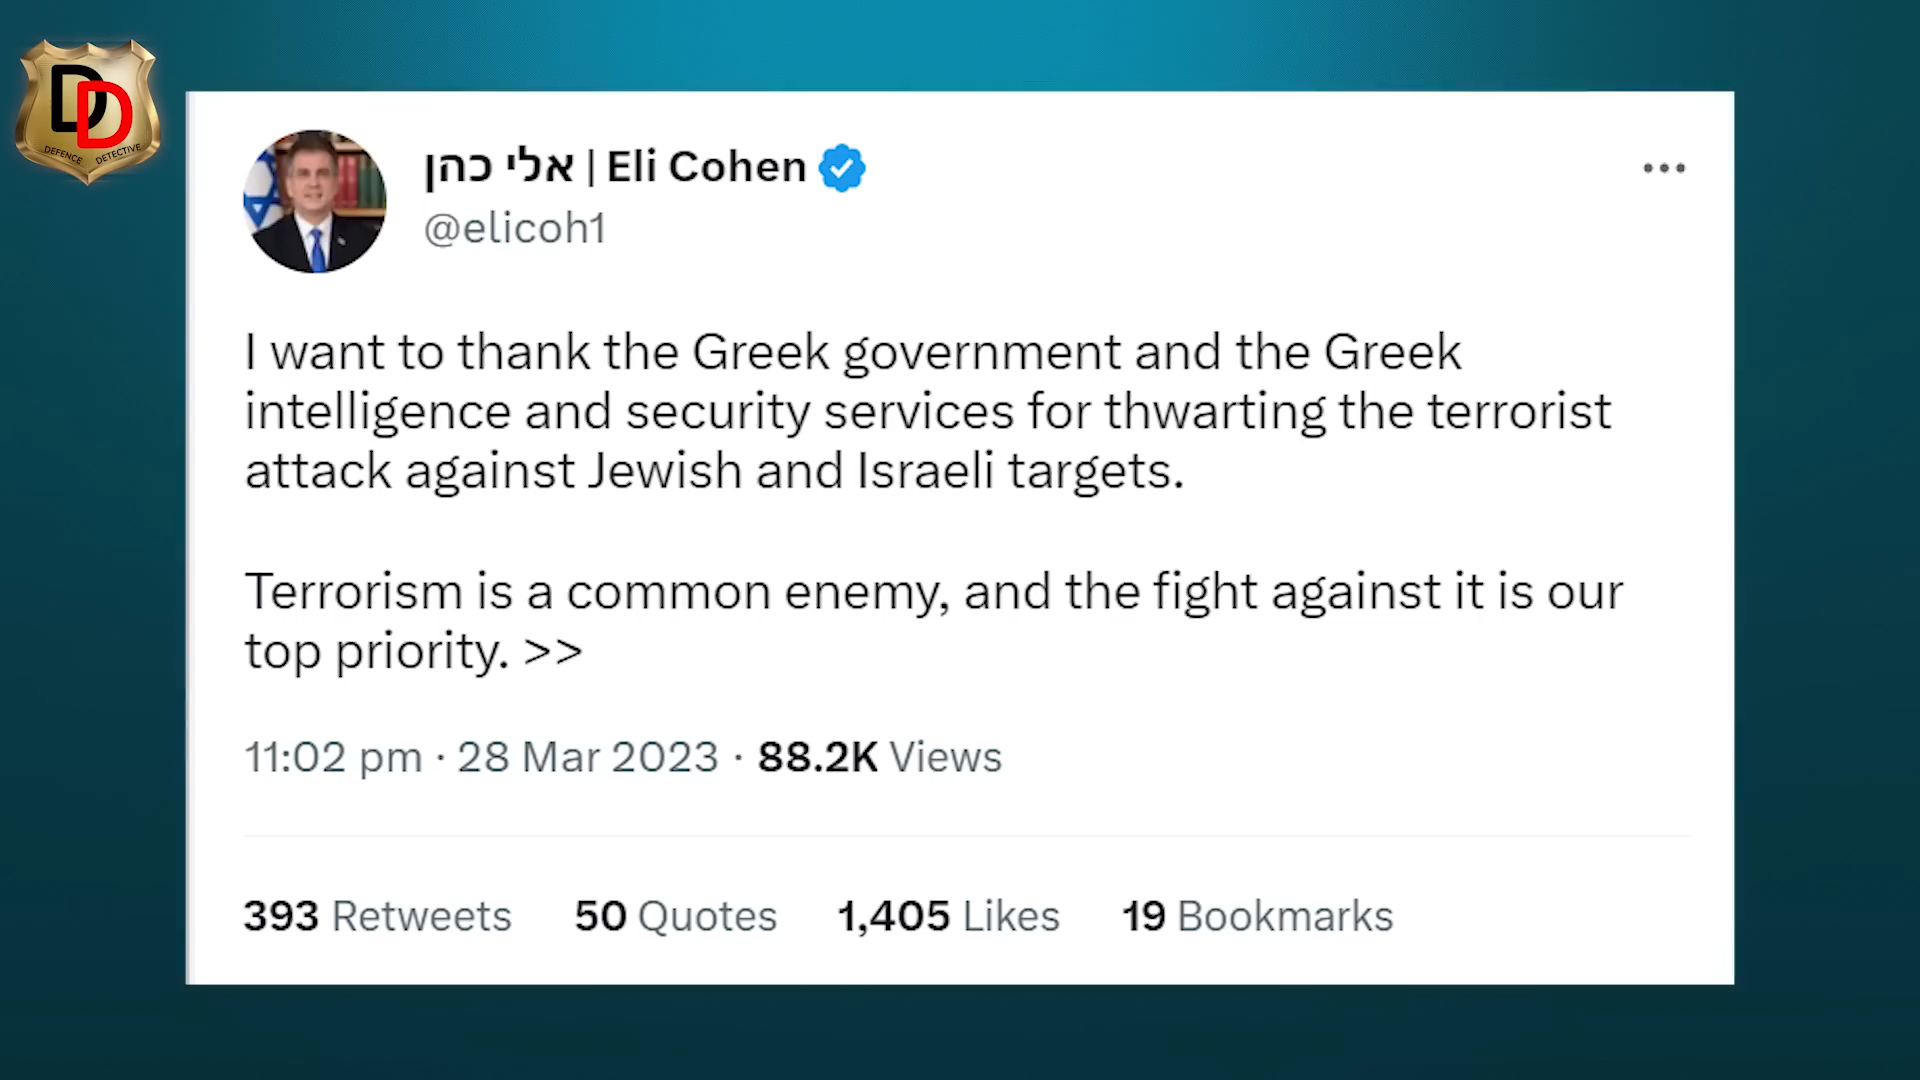 DD
DEFENCE DETECTIVE
אלי כהן | Eli Cohen
@elicoh1
I want to thank the Greek government and the Greek
intelligence and security services for thwarting the terrorist
attack against Jewish and Israeli targets.
Terrorism is a common enemy, and the fight against it is our
top priority. >>
11:02 pm · 28 Mar 2023 · 88.2K Views
393 Retweets 50 Quotes 1,405 Likes 19 Bookmarks